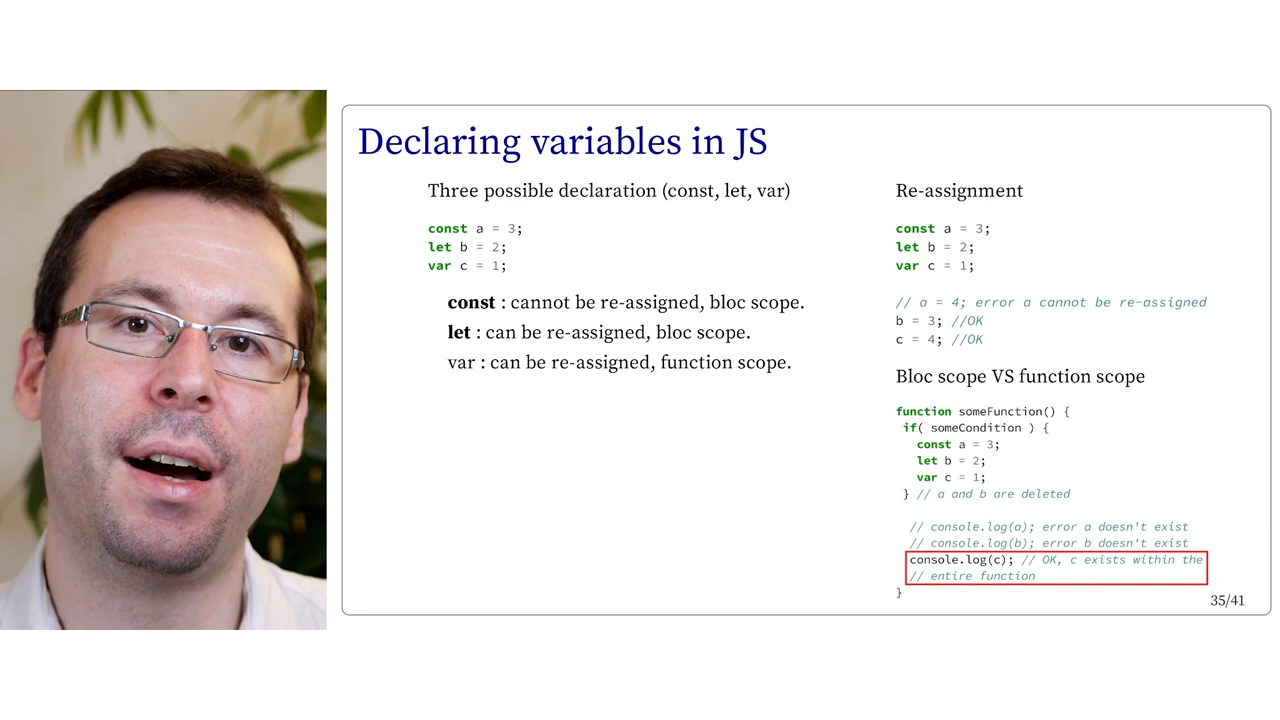 Declaring variables in JS
Three possible declaration (const, let, var)
const a = 3;
let b = 2;
var c = 1;
const : cannot be re-assigned, bloc scope.
let : can be re-assigned, bloc scope.
var : can be re-assigned, function scope.
Re-assignment
const a = 3;
let b = 2;
var c = 1;
// a = 4; error a cannot be re-assigned
b = 3; //OK
c = 4; //OK
Bloc scope VS function scope
function someFunction() {
if( someCondition ) {
const a = 3;
let b = 2;
var c = 1;
} // a and b are deleted
// console.log(a); error a doesn't exist
// console.log(b); error b doesn't exist
console.log(c); // OK, c exists within the
// entire function
}
35/41